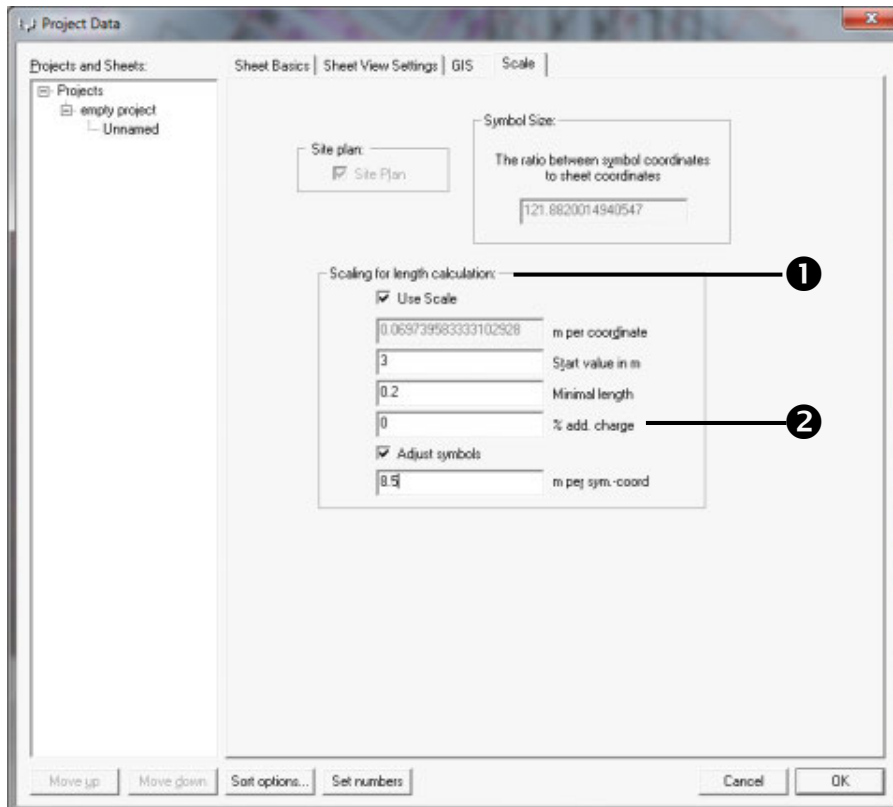 Project Data
Projects and Sheets:
Projects
empty project
Unnamed
Sheet Basics
Sheet View Settings
GIS
Scale
Site plan:
Site Plan
Symbol Size:
The ratio between symbol coordinates
to sheet coordinates
121.8820014940547
Scaling for length calculation:
❶
Use Scale
0.069739583333102928 m per coordinate
3 Start value in m
0.2 Minimal length
0 % add. charge
❷
Adjust symbols
8.5 m per sym.-coord
Move up
Move down
Sort options...
Set numbers
Cancel
OK